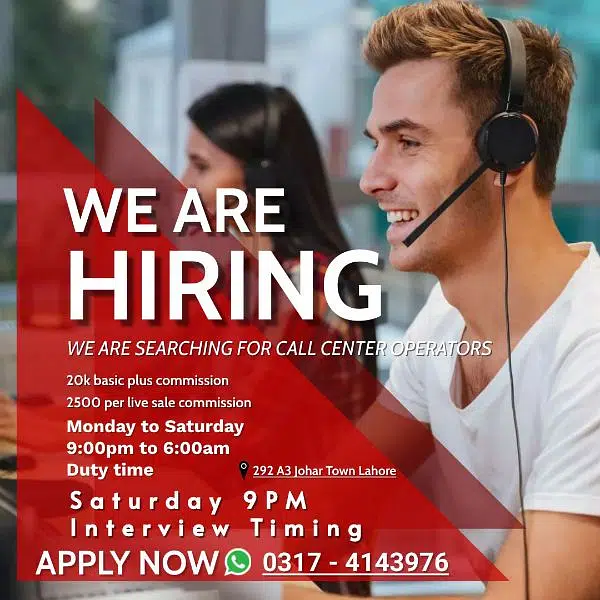 WE ARE
HIRING
WE ARE SEARCHING FOR CALL CENTER OPERATORS
20k basic plus commission
2500 per live sale commission
Monday to Saturday
9:00pm to 6:00am
Duty time
292 A3 Johar Town Lahore
Saturday 9PM
Interview Timing
APPLY NOW 0317 - 4143976